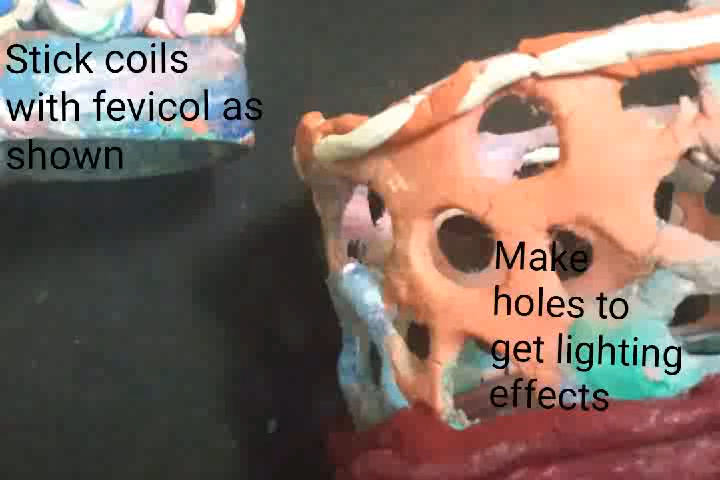 Stick coils
with fevicol as
shown
Make
holes to
get lighting
effects